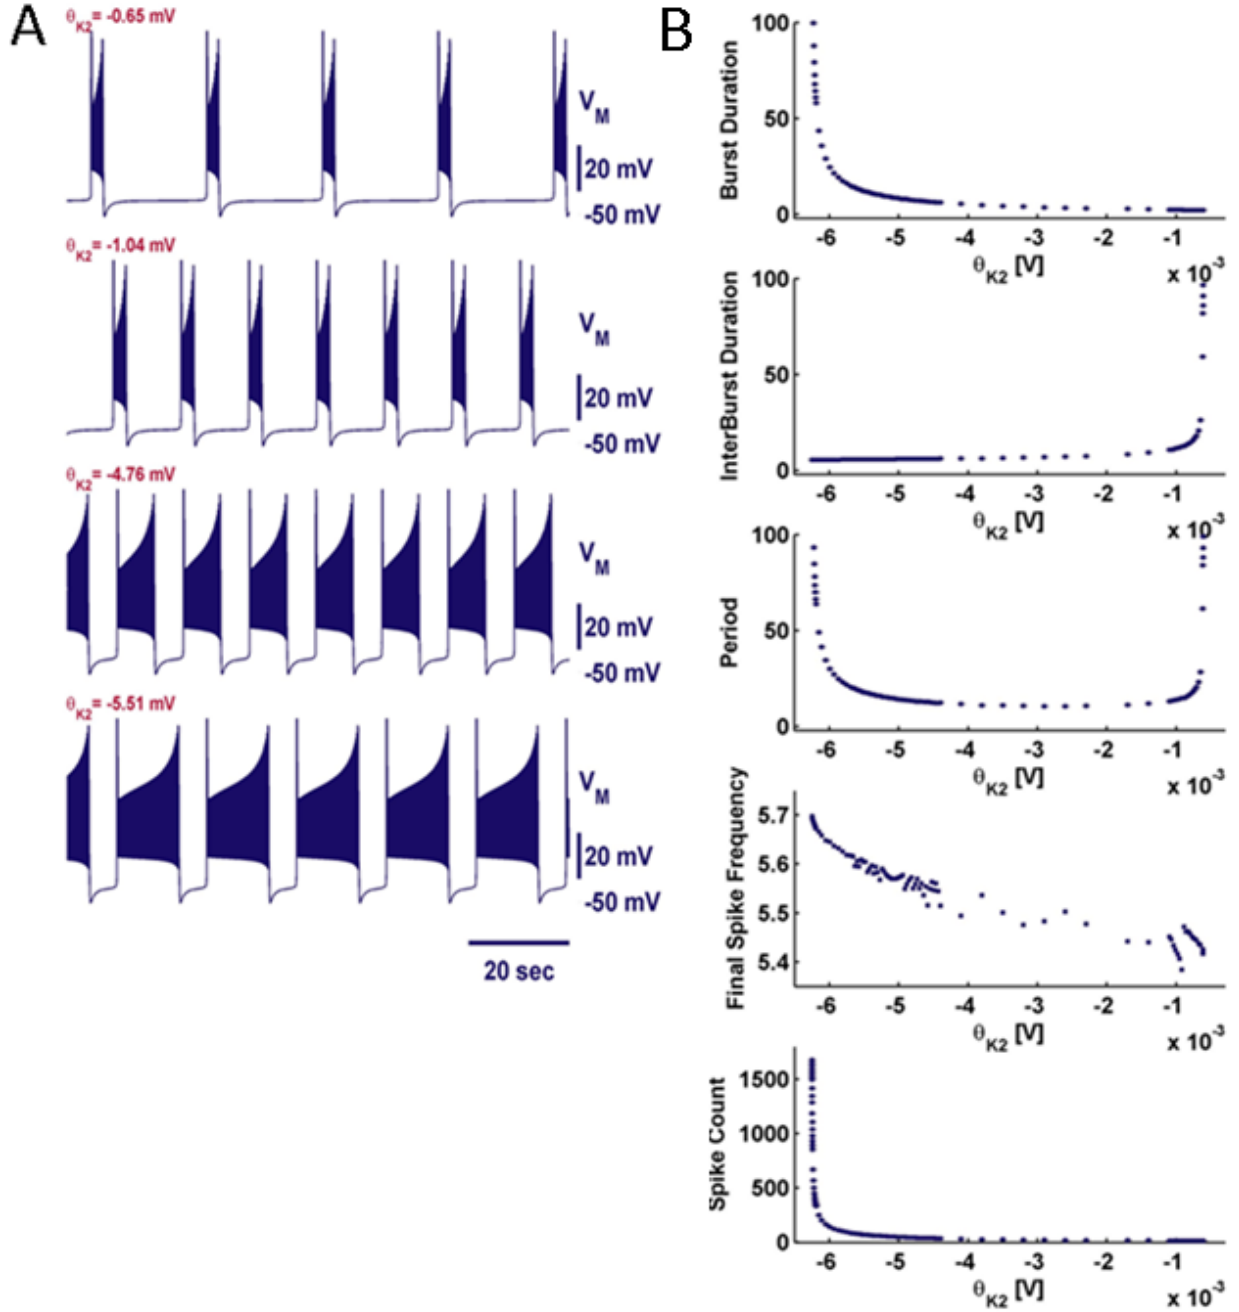 A
θK2= -0.65 mV
VM
20 mV
-50 mV
θK2= -1.04 mV
VM
20 mV
-50 mV
θK2= -4.76 mV
VM
20 mV
-50 mV
θK2= -5.51 mV
VM
20 mV
-50 mV
20 sec
B
Burst Duration
100
50
0
-6 -5 -4 -3 -2 -1
θK2 [V]
x 10-3
InterBurst Duration
100
50
0
-6 -5 -4 -3 -2 -1
θK2 [V]
x 10-3
Period
100
50
0
-6 -5 -4 -3 -2 -1
θK2 [V]
x 10-3
Final Spike Frequency
5.7
5.6
5.5
5.4
-6 -5 -4 -3 -2 -1
θK2 [V]
x 10-3
Spike Count
1500
1000
500
0
-6 -5 -4 -3 -2 -1
θK2 [V]
x 10-3